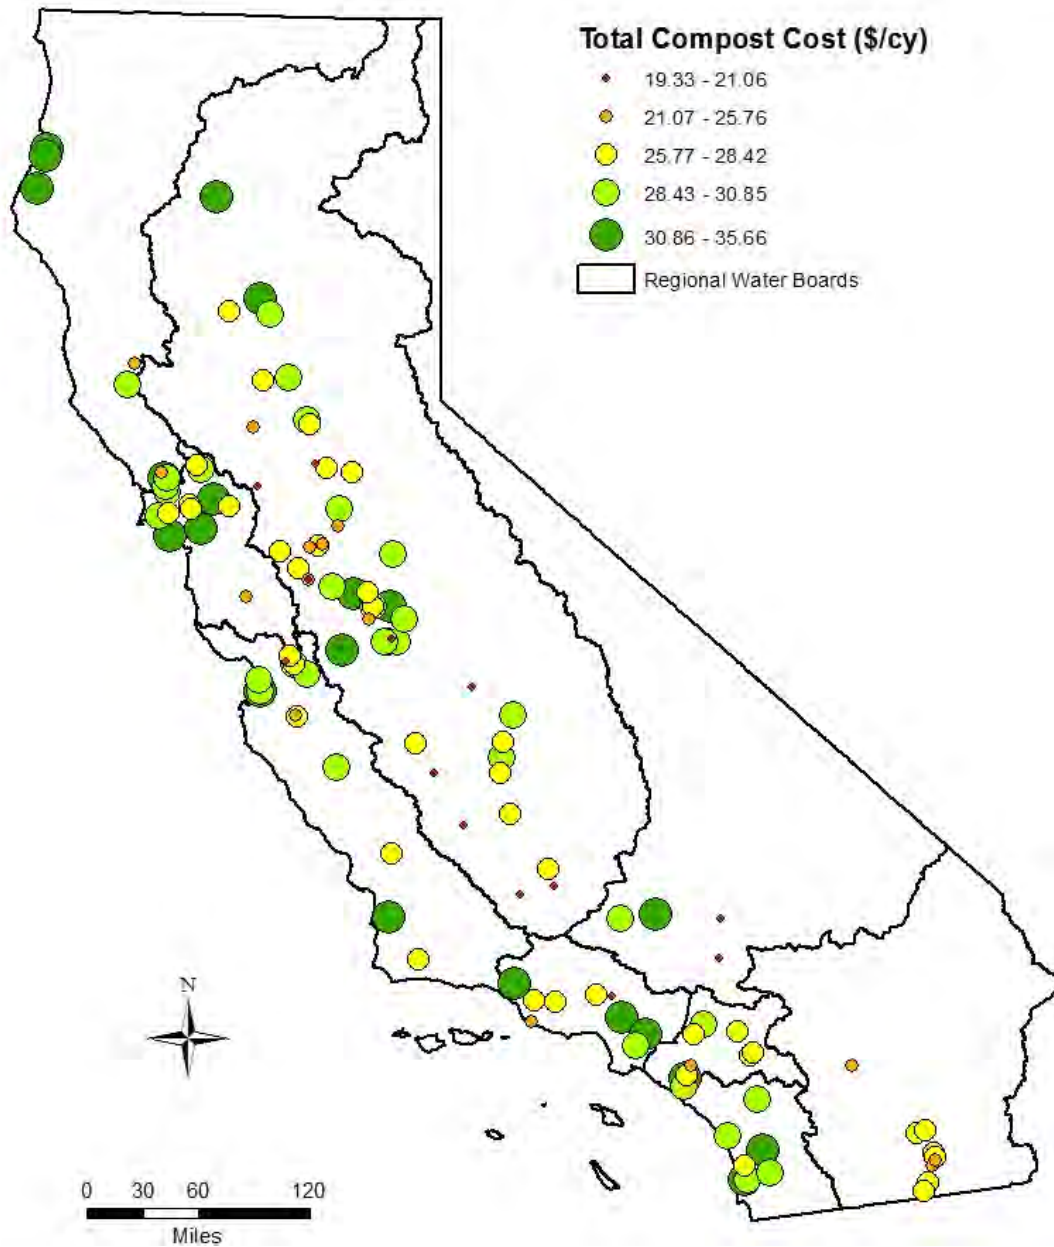 Total Compost Cost ($/cy)
19.33 - 21.06
21.07 - 25.76
25.77 - 28.42
28.43 - 30.85
30.86 - 35.66
Regional Water Boards
N
0 30 60 120
Miles